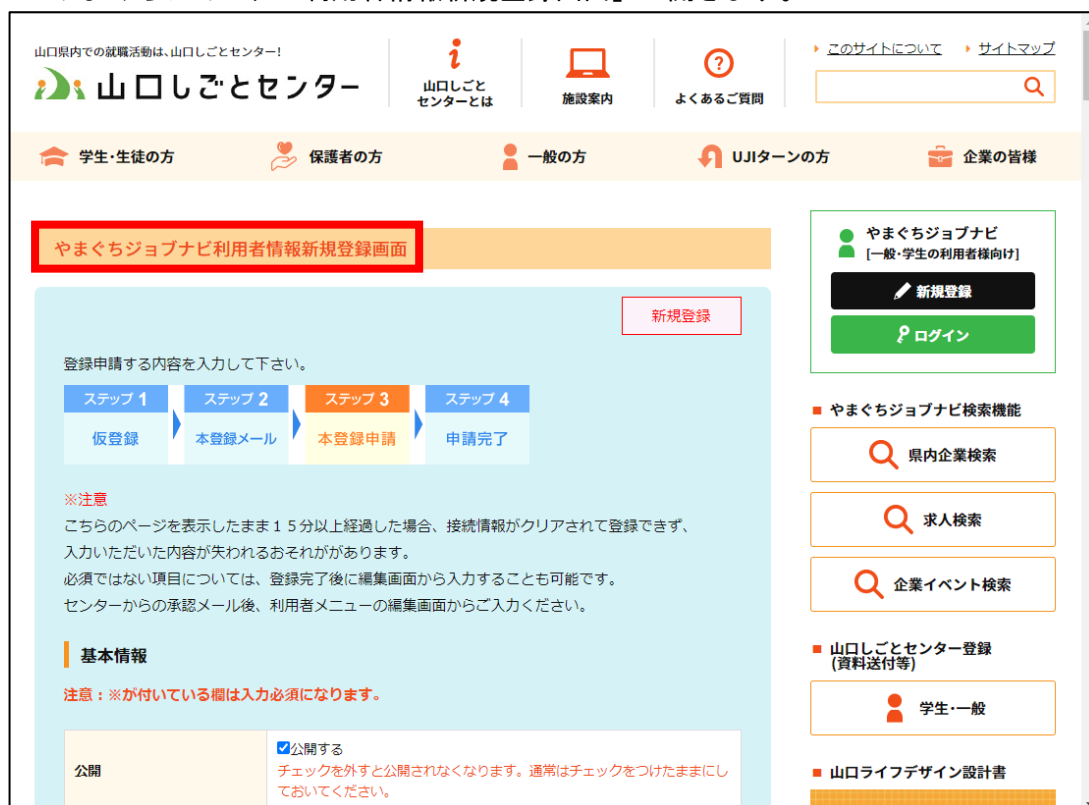 山口県内での就職活動は、山口しごとセンター！
山口しごとセンター
山口しごと
センターとは
施設案内
よくあるご質問
このサイトについて
サイトマップ
学生・生徒の方
保護者の方
一般の方
UJIターンの方
企業の皆様
やまぐちジョブナビ利用者情報新規登録画面
新規登録
登録申請する内容を入力して下さい。
ステップ 1
ステップ 2
ステップ 3
ステップ 4
仮登録
本登録メール
本登録申請
申請完了
※注意
こちらのページを表示したまま１５分以上経過した場合、接続情報がクリアされて登録できず、
入力いただいた内容が失われるおそれががあります。
必須ではない項目については、登録完了後に編集画面から入力することも可能です。
センターからの承認メール後、利用者メニューの編集画面からご入力ください。
基本情報
注意：※が付いている欄は入力必須になります。
公開
公開する
チェックを外すと公開されなくなります。通常はチェックをつけたままにし
ておいてください。
やまぐちジョブナビ
[一般・学生の利用者様向け]
新規登録
ログイン
やまぐちジョブナビ検索機能
県内企業検索
求人検索
企業イベント検索
山口しごとセンター登録
(資料送付等)
学生・一般
山口ライフデザイン設計書